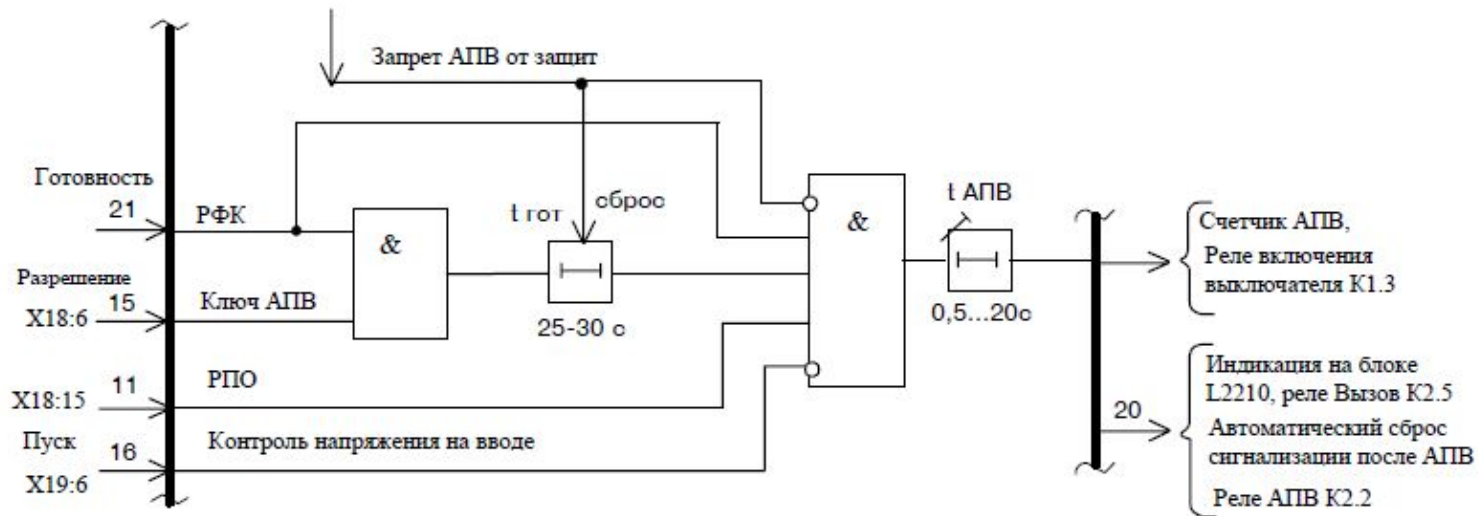 Запрет АПВ от защит
Готовность
21
РФК
&
t гот
сброс
&
t АПВ
Счетчик АПВ,
Реле включения
выключателя К1.3
Разрешение
15
Х18:6
Ключ АПВ
25-30 с
0,5...20с
11
Х18:15
РПО
Индикация на блоке
L2210, реле Вызов К2.5
20
Автоматический сброс
сигнализации после АПВ
Реле АПВ К2.2
Пуск
16
Х19:6
Контроль напряжения на вводе